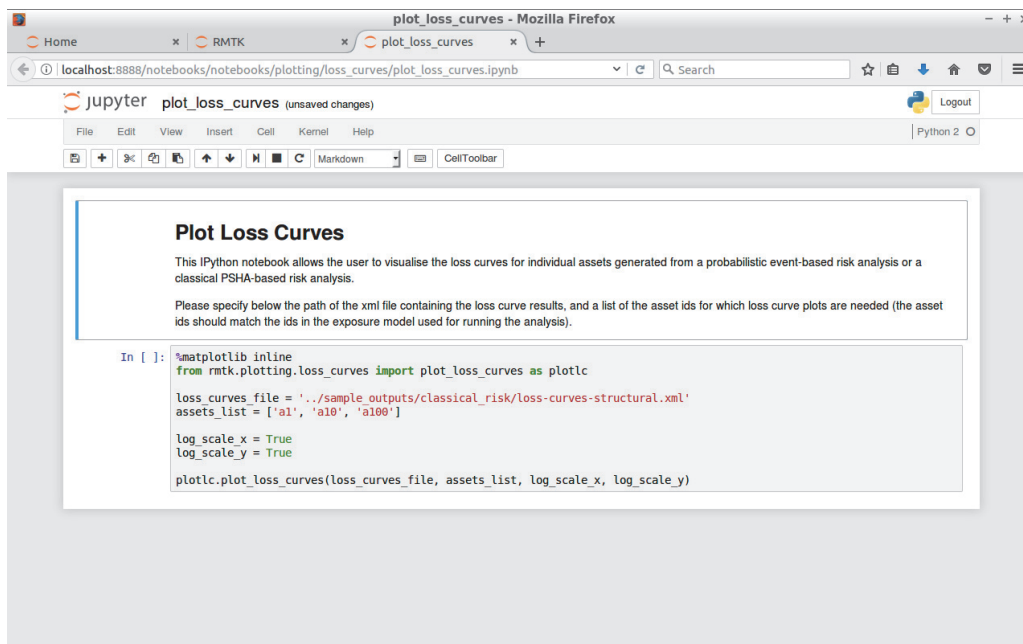 plot_loss_curves - Mozilla Firefox
Home × RMTK × plot_loss_curves × +
localhost:8888/notebooks/notebooks/plotting/loss_curves/plot_loss_curves.ipynb Search
jupyter plot_loss_curves (unsaved changes) Logout
File Edit View Insert Cell Kernel Help Python 2
Markdown CellToolbar
Plot Loss Curves
This IPython notebook allows the user to visualise the loss curves for individual assets generated from a probabilistic event-based risk analysis or a
classical PSHA-based risk analysis.
Please specify below the path of the xml file containing the loss curve results, and a list of the asset ids for which loss curve plots are needed (the asset
ids should match the ids in the exposure model used for running the analysis).
In [ ]: %matplotlib inline
from rmtk.plotting.loss_curves import plot_loss_curves as plotlc
loss_curves_file = '../sample_outputs/classical_risk/loss-curves-structural.xml'
assets_list = ['a1', 'a10', 'a100']
log_scale_x = True
log_scale_y = True
plotlc.plot_loss_curves(loss_curves_file, assets_list, log_scale_x, log_scale_y)